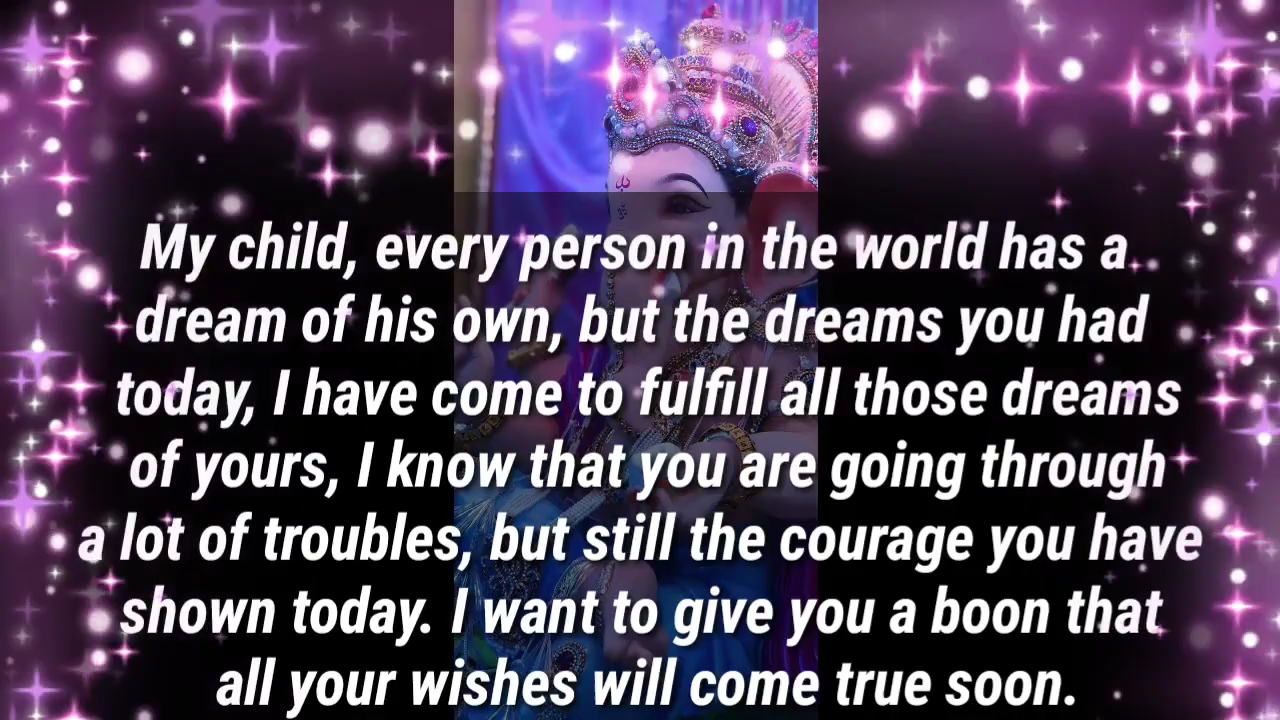 My child, every person in the world has a
dream of his own, but the dreams you had
today, I have come to fulfill all those dreams
of yours, I know that you are going through
a lot of troubles, but still the courage you have
shown today. I want to give you a boon that
all your wishes will come true soon.